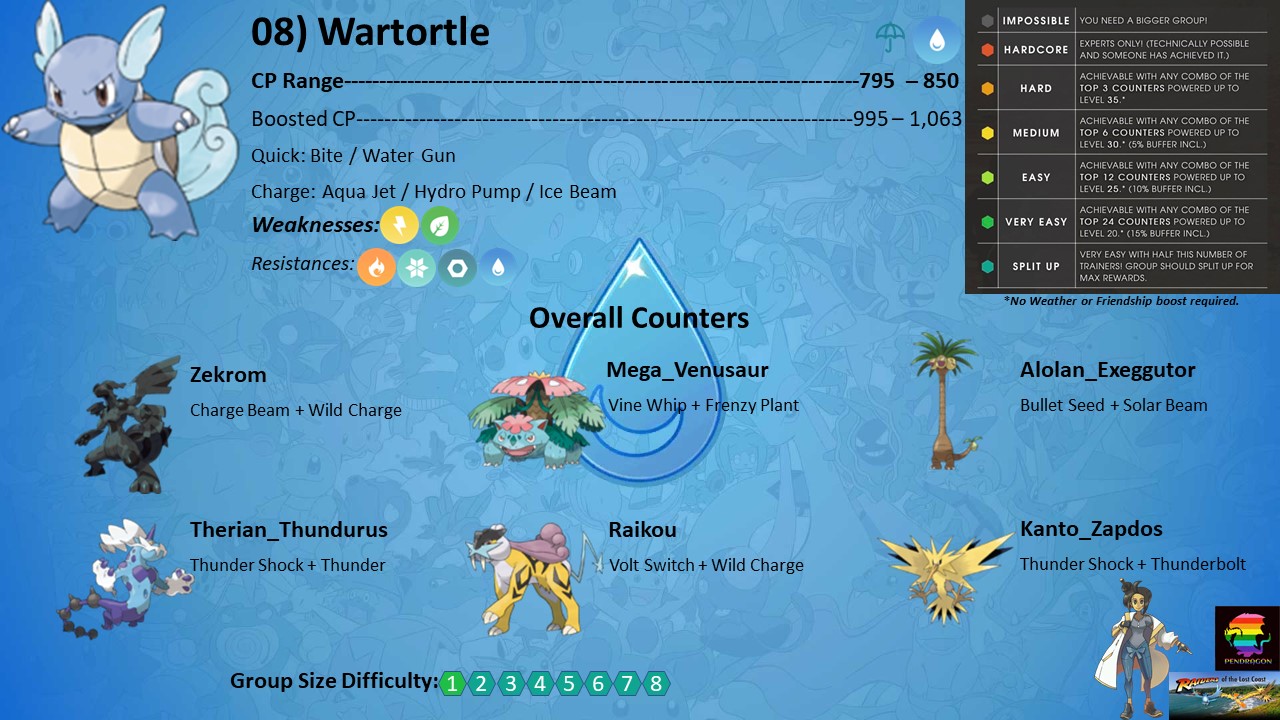 08) Wartortle
CP Range---------------------------------------------------------------------------795 – 850
Boosted CP------------------------------------------------------------------------995 – 1,063
Quick: Bite / Water Gun
Charge: Aqua Jet / Hydro Pump / Ice Beam
Weaknesses:
Resistances:
IMPOSSIBLE YOU NEED A BIGGER GROUP!
HARDCORE EXPERTS ONLY! (TECHNICALLY POSSIBLE
AND SOMEONE HAS ACHIEVED IT.)
HARD ACHIEVABLE WITH ANY COMBO OF THE
TOP 3 COUNTERS POWERED UP TO
LEVEL 35.*
MEDIUM ACHIEVABLE WITH ANY COMBO OF THE
TOP 6 COUNTERS POWERED UP TO
LEVEL 30.* (5% BUFFER INCL.)
EASY ACHIEVABLE WITH ANY COMBO OF THE
TOP 12 COUNTERS POWERED UP TO
LEVEL 25.* (10% BUFFER INCL.)
VERY EASY ACHIEVABLE WITH ANY COMBO OF THE
TOP 24 COUNTERS POWERED UP TO
LEVEL 20.* (15% BUFFER INCL.)
SPLIT UP VERY EASY WITH HALF THIS NUMBER OF
TRAINERS! GROUP SHOULD SPLIT UP FOR
MAX REWARDS.
*No Weather or Friendship boost required.
Overall Counters
Zekrom
Charge Beam + Wild Charge
Mega_Venusaur
Vine Whip + Frenzy Plant
Alolan_Exeggutor
Bullet Seed + Solar Beam
Therian_Thundurus
Thunder Shock + Thunder
Raikou
Volt Switch + Wild Charge
Kanto_Zapdos
Thunder Shock + Thunderbolt
Group Size Difficulty: 1 2 3 4 5 6 7 8
PENDRAGON
RAIDERS of the Lost Coast